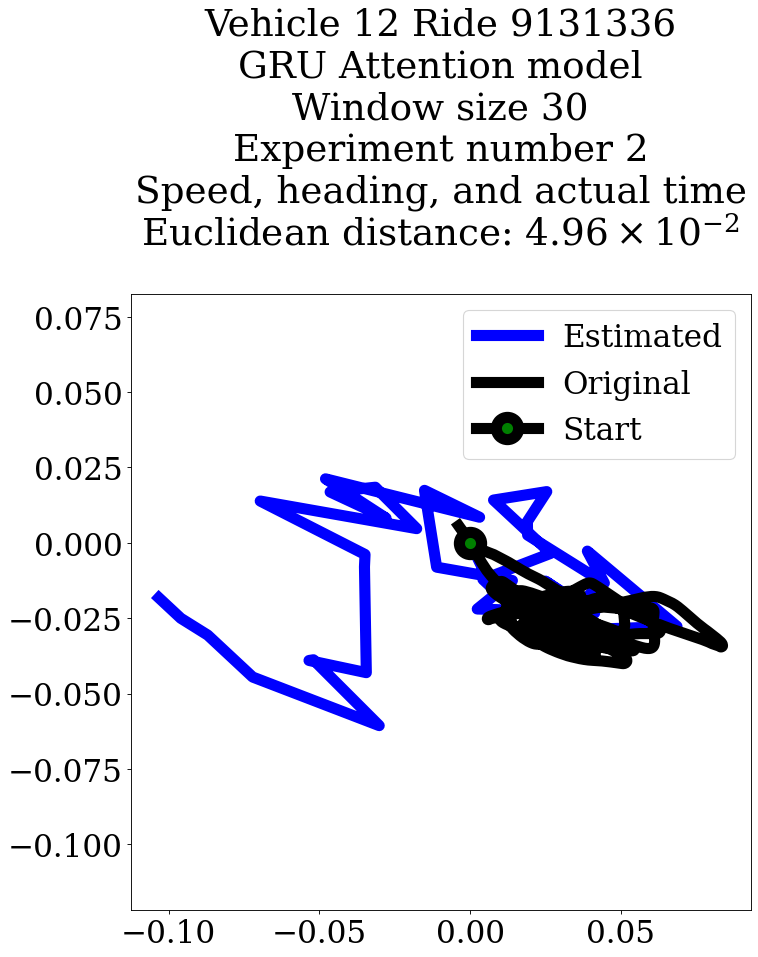 Vehicle 12 Ride 9131336
GRU Attention model
Window size 30
Experiment number 2
Speed, heading, and actual time
Euclidean distance: 4.96 × 10⁻²
Estimated
Original
Start
0.075
0.050
0.025
0.000
−0.025
−0.050
−0.075
−0.100
−0.10
−0.05
0.00
0.05